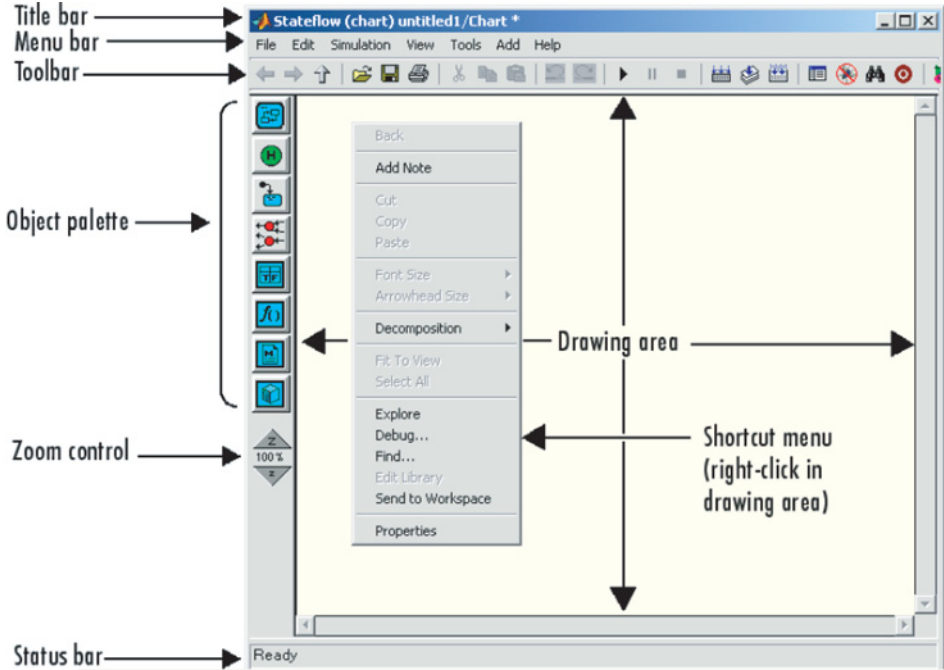 Title bar
Stateflow (chart) untitled1/Chart *
Menu bar
File Edit Simulation View Tools Add Help
Toolbar
Back
H
Add Note
Cut
Copy
Paste
Object palette
Font Size
TF
Arrowhead Size
f()
Decomposition
Drawing area
M
Fit To View
Select All
Explore
Debug...
Shortcut menu
Z
Zoom control
100%
Find...
(right-click in
z
Edit Library
Send to Workspace
drawing area)
Properties
Status bar
Ready